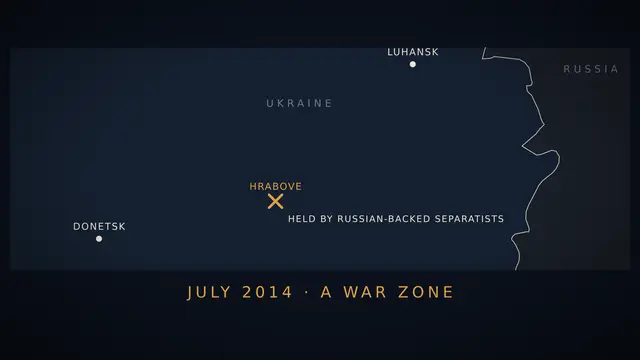 LUHANSK
RUSSIA
UKRAINE
HRABOVE
HELD BY RUSSIAN-BACKED SEPARATISTS
DONETSK
JULY 2014 · A WAR ZONE